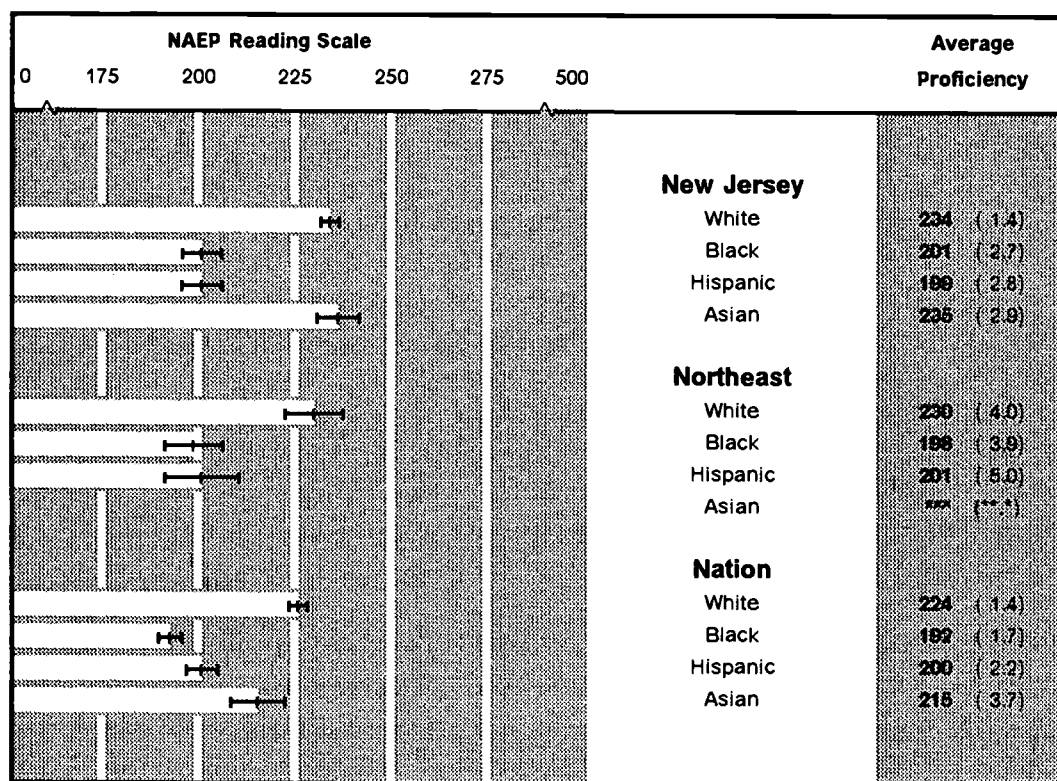 NAEP Reading Scale
Average
Proficiency
0 175 200 225 250 275 500
New Jersey
White 234 ( 1.4)
Black 201 ( 2.7)
Hispanic 199 ( 2.8)
Asian 235 ( 2.9)
Northeast
White 230 ( 4.0)
Black 198 ( 3.9)
Hispanic 201 ( 5.0)
Asian *** (**.*)
Nation
White 224 ( 1.4)
Black 192 ( 1.7)
Hispanic 200 ( 2.2)
Asian 215 ( 3.7)